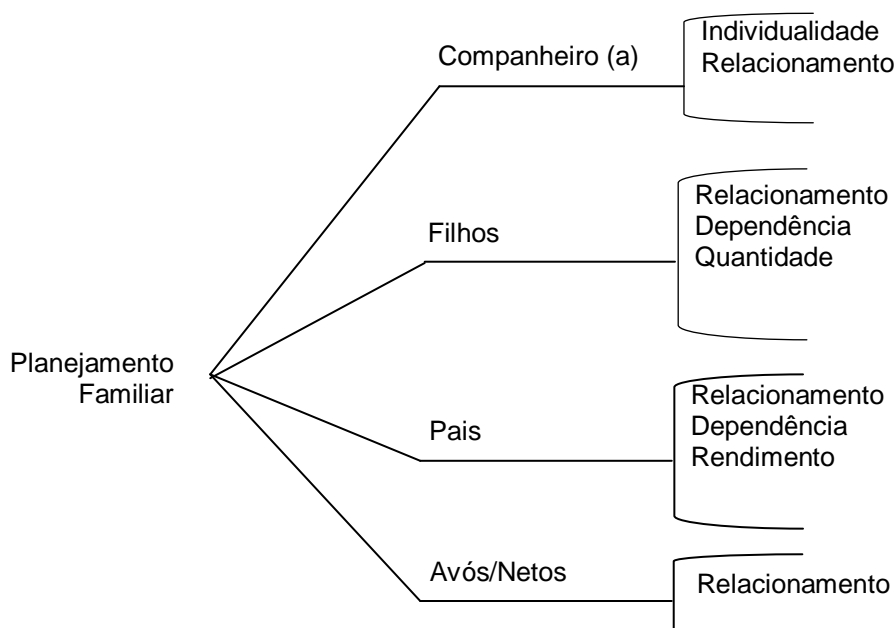 Companheiro (a)
Individualidade
Relacionamento
Filhos
Relacionamento
Dependência
Quantidade
Planejamento
Familiar
Pais
Relacionamento
Dependência
Rendimento
Avós/Netos
Relacionamento